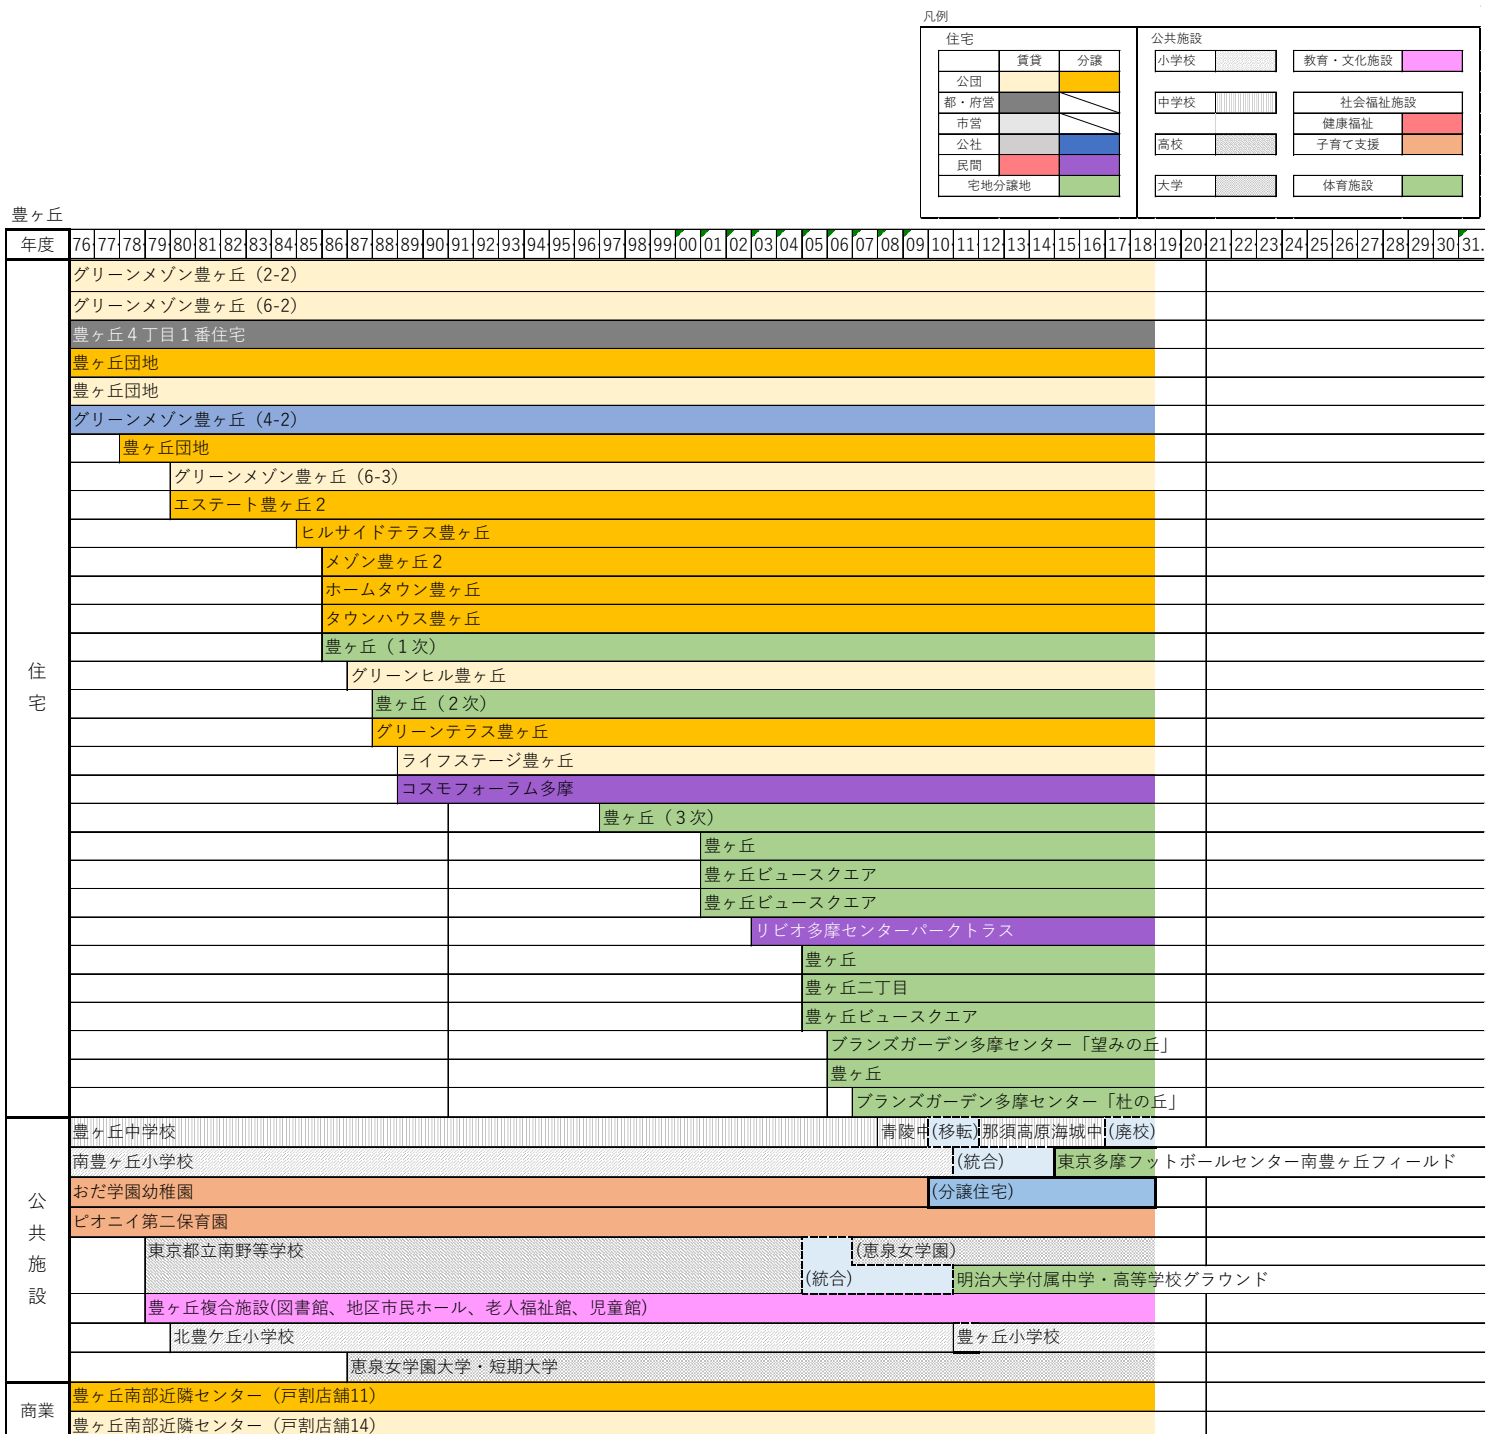 凡例
住宅
賃貸 分譲
公団
都・府営
市営
公社
民間
宅地分譲地
公共施設
小学校
中学校
高校
大学
教育・文化施設
社会福祉施設
健康福祉
子育て支援
体育施設
豊ヶ丘
年度 76 77 78 79 80 81 82 83 84 85 86 87 88 89 90 91 92 93 94 95 96 97 98 99 00 01 02 03 04 05 06 07 08 09 10 11 12 13 14 15 16 17 18 19 20 21 22 23 24 25 26 27 28 29 30 31.
住宅
グリーンメゾン豊ヶ丘（2-2）
グリーンメゾン豊ヶ丘（6-2）
豊ヶ丘４丁目１番住宅
豊ヶ丘団地
豊ヶ丘団地
グリーンメゾン豊ヶ丘（4-2）
豊ヶ丘団地
グリーンメゾン豊ヶ丘（6-3）
エステート豊ヶ丘２
ヒルサイドテラス豊ヶ丘
メゾン豊ヶ丘２
ホームタウン豊ヶ丘
タウンハウス豊ヶ丘
豊ヶ丘（１次）
グリーンヒル豊ヶ丘
豊ヶ丘（２次）
グリーンテラス豊ヶ丘
ライフステージ豊ヶ丘
コスモフォーラム多摩
豊ヶ丘（３次）
豊ヶ丘
豊ヶ丘ビュースクエア
豊ヶ丘ビュースクエア
リビオ多摩センターパークトラス
豊ヶ丘
豊ヶ丘二丁目
豊ヶ丘ビュースクエア
ブランズガーデン多摩センター「望みの丘」
豊ヶ丘
ブランズガーデン多摩センター「杜の丘」
公共施設
豊ヶ丘中学校 青陵中 (移転) 那須高原海城中 (廃校)
南豊ヶ丘小学校 (統合) 東京多摩フットボールセンター南豊ヶ丘フィールド
おだ学園幼稚園 (分譲住宅)
ピオニイ第二保育園
東京都立南野等学校 (恵泉女学園)
(統合) 明治大学付属中学・高等学校グラウンド
豊ヶ丘複合施設(図書館、地区市民ホール、老人福祉館、児童館)
北豊ケ丘小学校 豊ヶ丘小学校
恵泉女学園大学・短期大学
商業
豊ヶ丘南部近隣センター（戸割店舗11）
豊ヶ丘南部近隣センター（戸割店舗14）